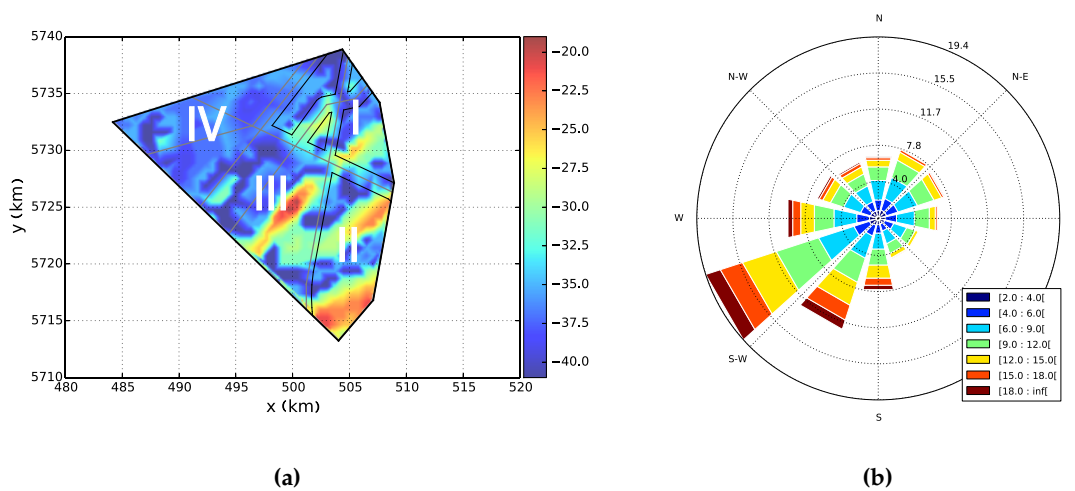 y (km)
5740
5735
5730
5725
5720
5715
5710
480
485
490
495
500
505
510
515
520
x (km)
IV
I
III
II
−20.0
−22.5
−25.0
−27.5
−30.0
−32.5
−35.0
−37.5
−40.0
(a)
N
N-W
N-E
W
S-W
S
19.4
15.5
11.7
7.8
4.0
[2.0 : 4.0[
[4.0 : 6.0[
[6.0 : 9.0[
[9.0 : 12.0[
[12.0 : 15.0[
[15.0 : 18.0[
[18.0 : inf[
(b)